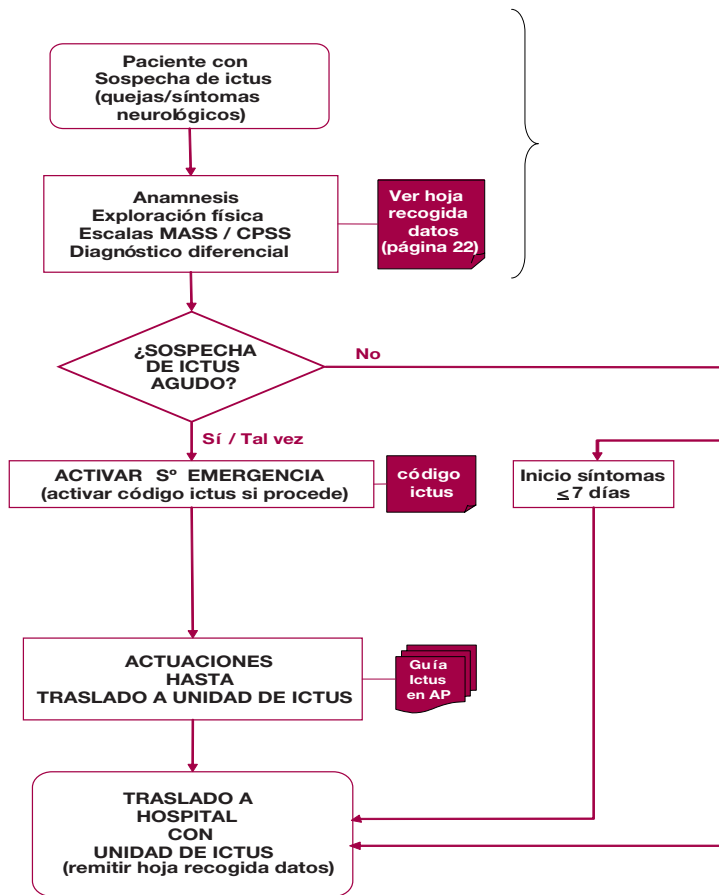 Paciente con
Sospecha de ictus
(quejas/síntomas
neurológicos)
Anamnesis
Exploración física
Escalas MASS / CPSS
Diagnóstico diferencial
Ver hoja
recogida
datos
(página 22)
¿SOSPECHA
DE ICTUS
AGUDO?
No
Sí / Tal vez
ACTIVAR Sº EMERGENCIA
(activar código ictus si procede)
código
ictus
Inicio síntomas
≤ 7 días
ACTUACIONES
HASTA
TRASLADO A UNIDAD DE ICTUS
Guía
Ictus
en AP
TRASLADO A
HOSPITAL
CON
UNIDAD DE ICTUS
(remitir hoja recogida datos)